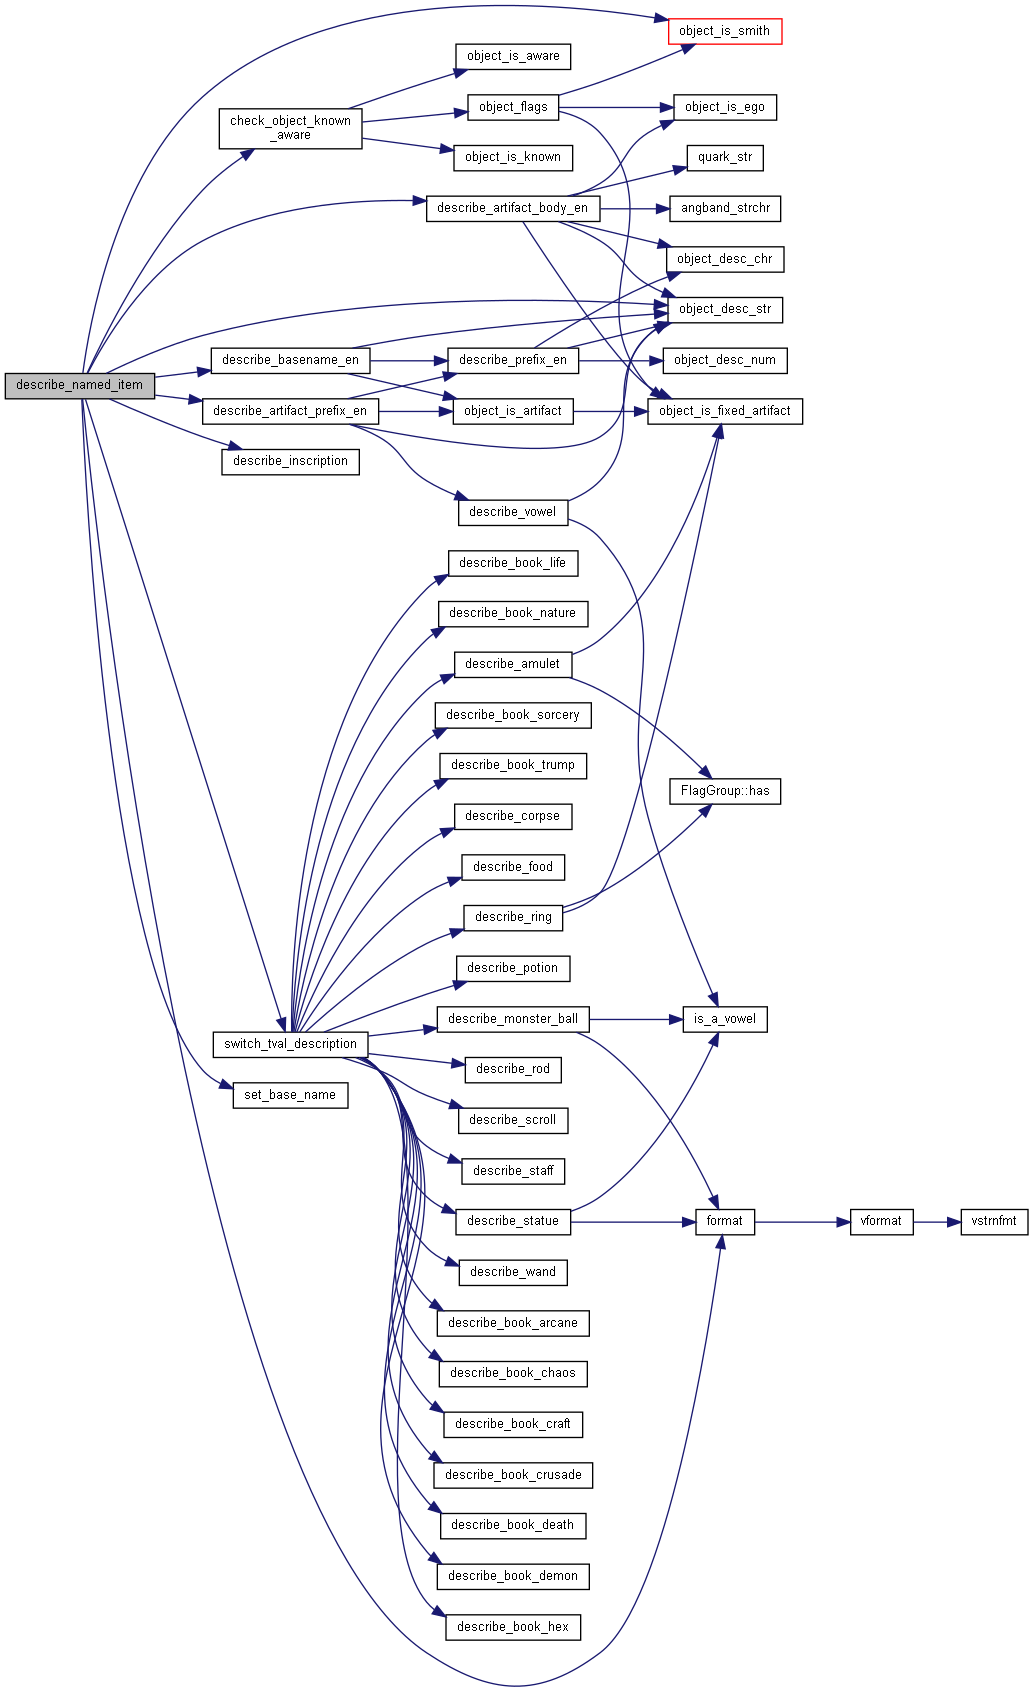 object_is_smith
object_is_aware
object_flags
object_is_ego
check_object_known
_aware
object_is_known
quark_str
describe_artifact_body_en
angband_strchr
object_desc_chr
object_desc_str
describe_basename_en
describe_prefix_en
object_desc_num
describe_named_item
describe_artifact_prefix_en
object_is_artifact
object_is_fixed_artifact
describe_inscription
describe_vowel
describe_book_life
describe_book_nature
describe_amulet
describe_book_sorcery
describe_book_trump
FlagGroup::has
describe_corpse
describe_food
describe_ring
describe_potion
describe_monster_ball
is_a_vowel
switch_tval_description
describe_rod
set_base_name
describe_scroll
describe_staff
describe_statue
format
vformat
vstrnfmt
describe_wand
describe_book_arcane
describe_book_chaos
describe_book_craft
describe_book_crusade
describe_book_death
describe_book_demon
describe_book_hex